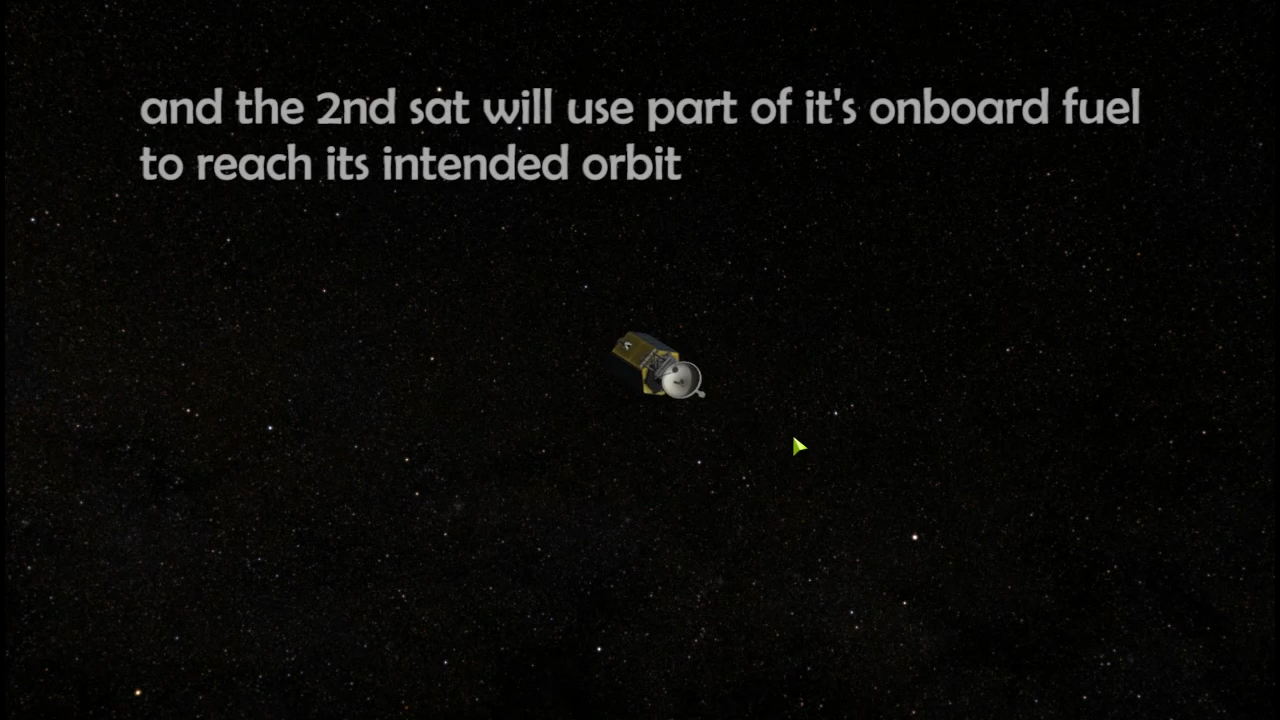 and the 2nd sat will use part of it's onboard fuel
to reach its intended orbit